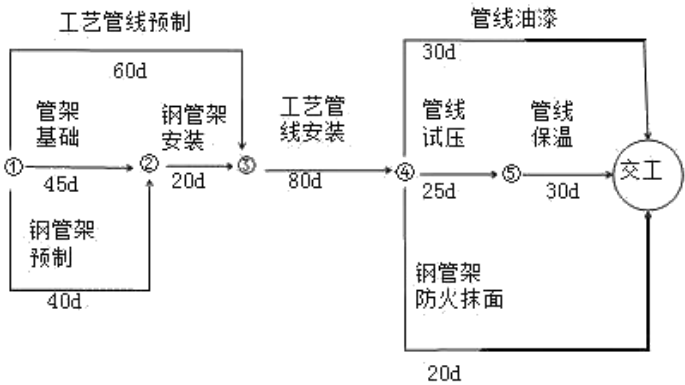 工艺管线预制
60d
管架
基础
①
45d
钢管架
预制
40d
钢管架
安装
②
20d
③
工艺管
线安装
80d
④
管线油漆
30d
管线
试压
25d
⑤
管线
保温
30d
交工
钢管架
防火抹面
20d